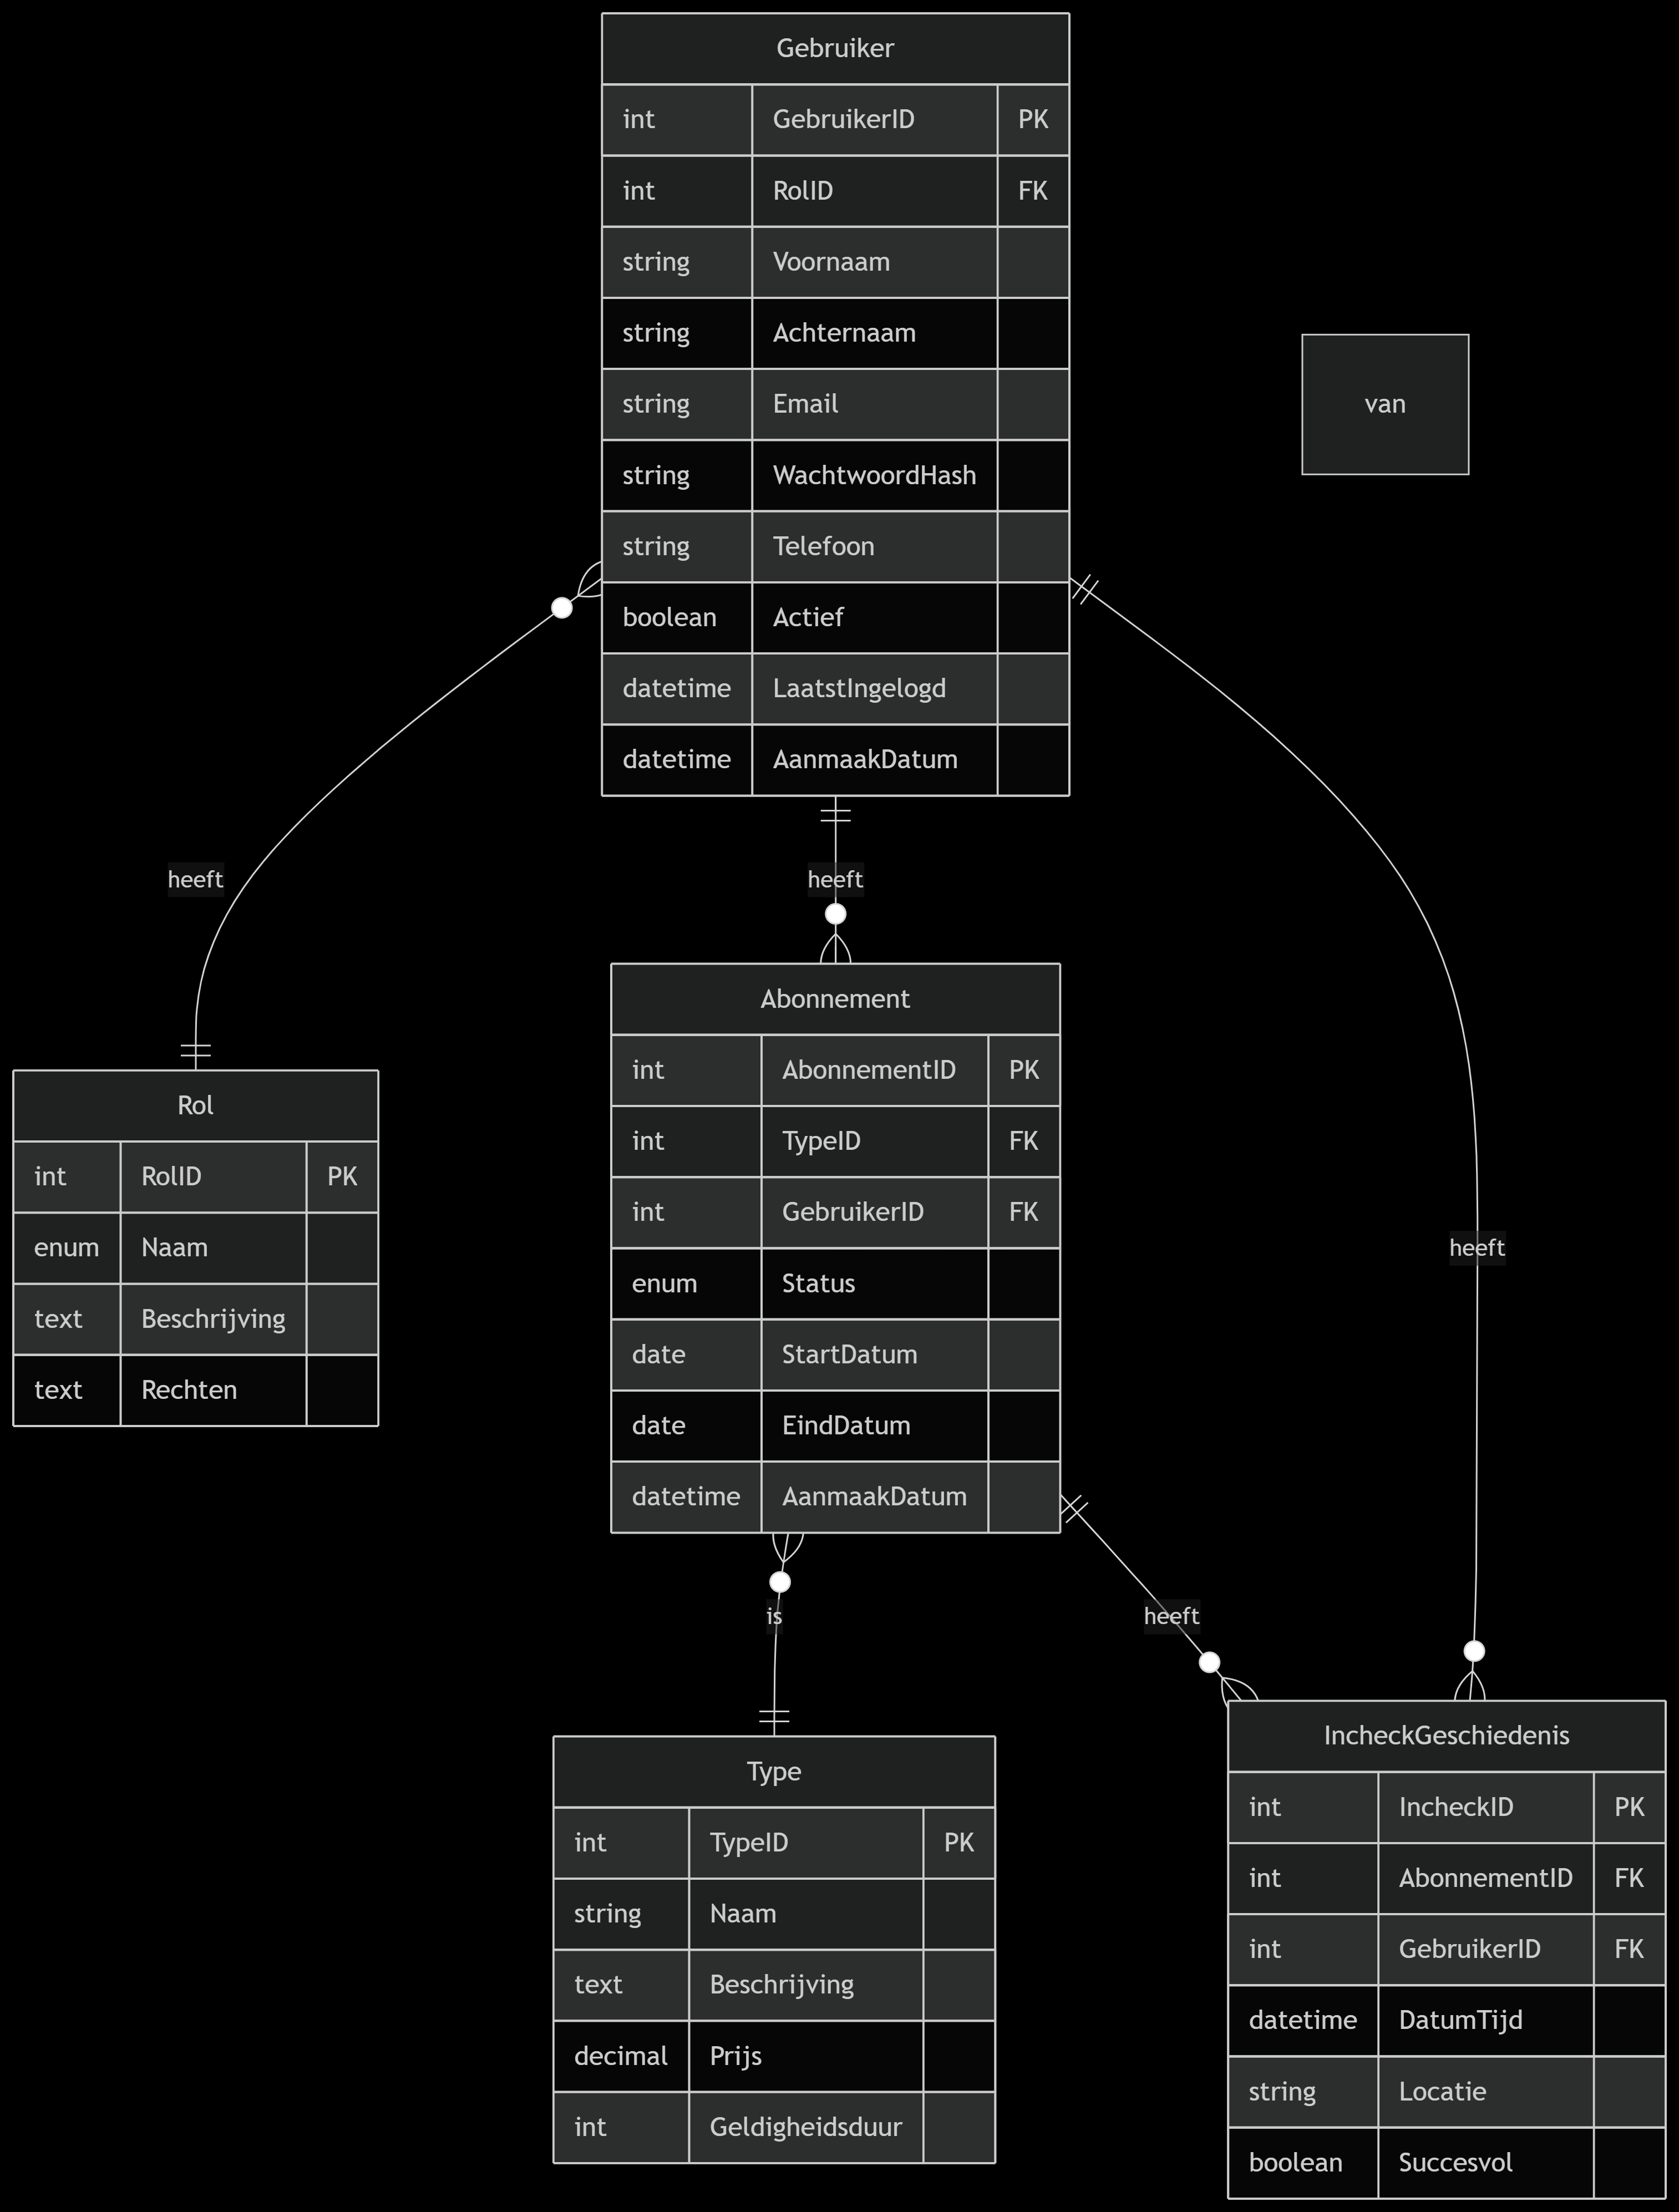 Gebruiker
int GebruikerID PK
int RolID FK
string Voornaam
string Achternaam
string Email
string WachtwoordHash
string Telefoon
boolean Actief
datetime LaatstIngelogd
datetime AanmaakDatum
van
heeft
heeft
heeft
Rol
int RolID PK
enum Naam
text Beschrijving
text Rechten
Abonnement
int AbonnementID PK
int TypeID FK
int GebruikerID FK
enum Status
date StartDatum
date EindDatum
datetime AanmaakDatum
is
heeft
Type
int TypeID PK
string Naam
text Beschrijving
decimal Prijs
int Geldigheidsduur
IncheckGeschiedenis
int IncheckID PK
int AbonnementID FK
int GebruikerID FK
datetime DatumTijd
string Locatie
boolean Succesvol